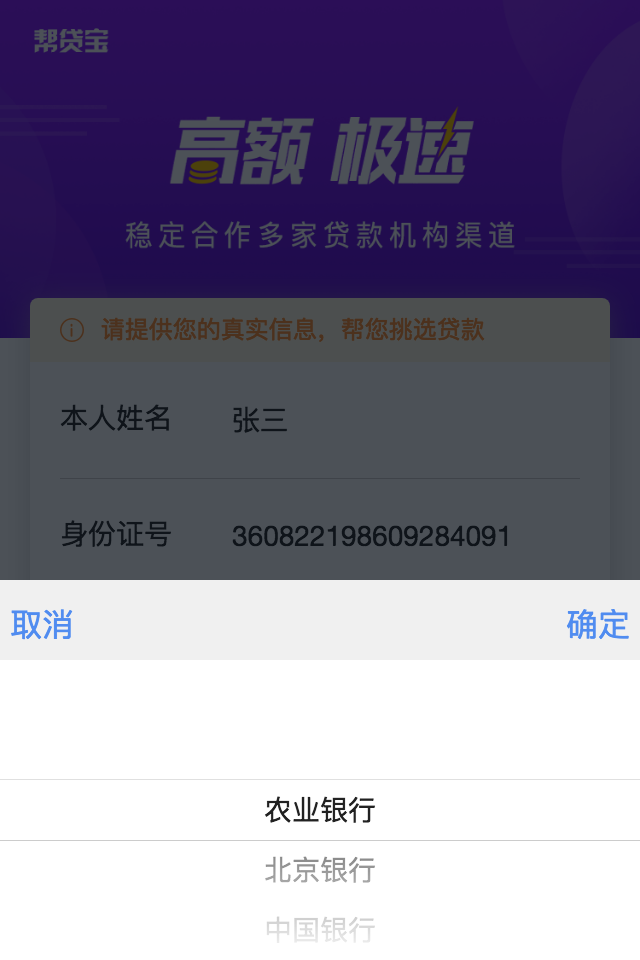 帮贷宝
高额 极速
稳定合作多家贷款机构渠道
请提供您的真实信息，帮您挑选贷款
本人姓名 张三
身份证号 360822198609284091
取消 确定
农业银行
北京银行
中国银行